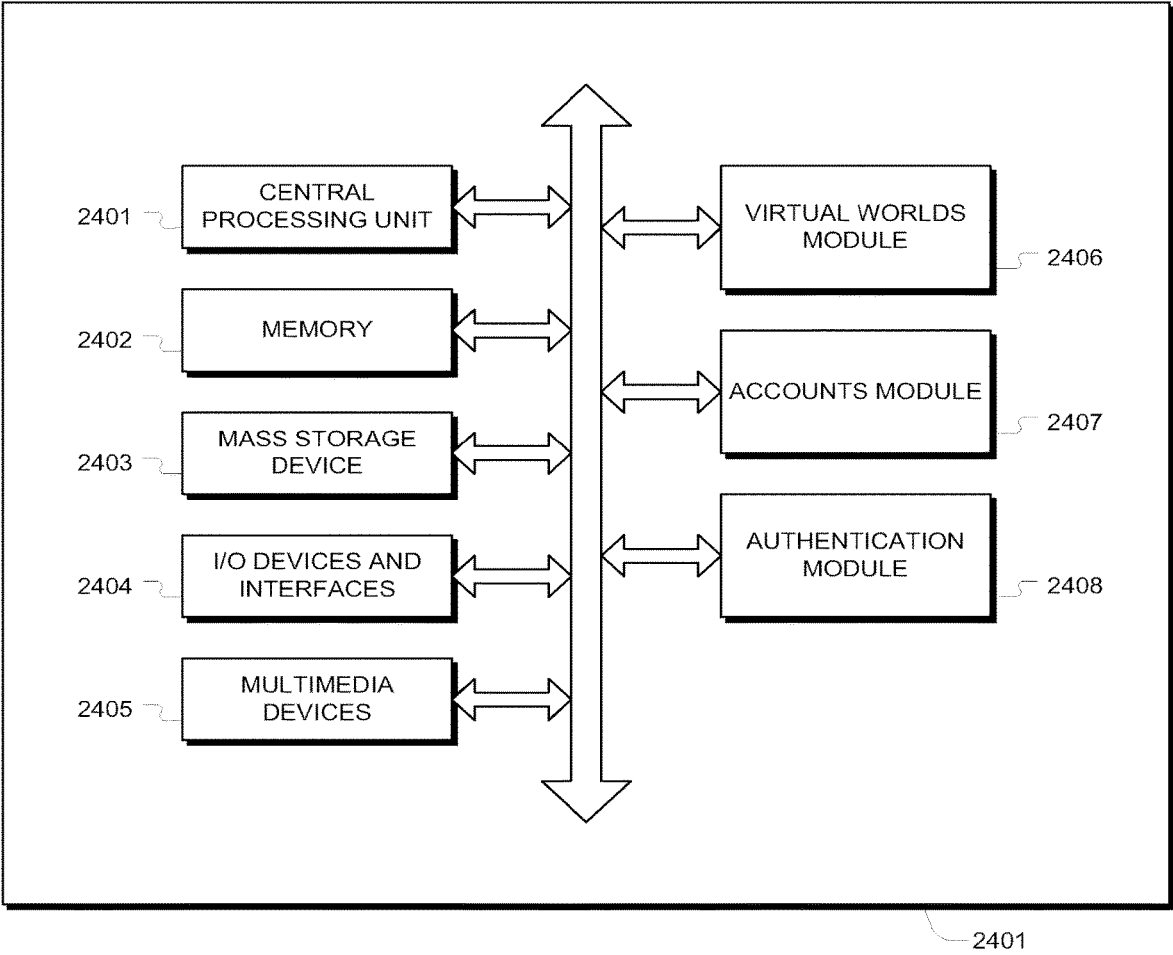 2401
CENTRAL
PROCESSING UNIT
2402
MEMORY
2403
MASS STORAGE
DEVICE
2404
I/O DEVICES AND
INTERFACES
2405
MULTIMEDIA
DEVICES
VIRTUAL WORLDS
MODULE
2406
ACCOUNTS MODULE
2407
AUTHENTICATION
MODULE
2408
2401